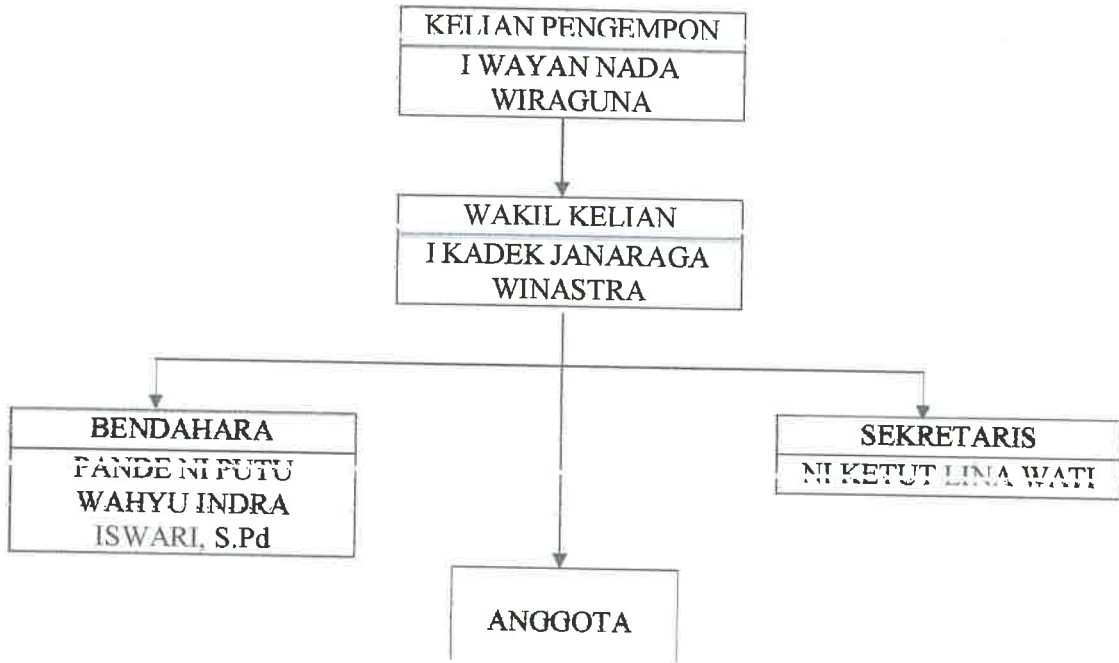 KELIAN PENGEMPON
I WAYAN NADA
WIRAGUNA
WAKIL KELIAN
I KADEK JANARAGA
WINASTRA
BENDAHARA
PANDE NI PUTU
WAHYU INDRA
ISWARI, S.Pd
SEKRETARIS
NI KETUT LINA WATI
ANGGOTA